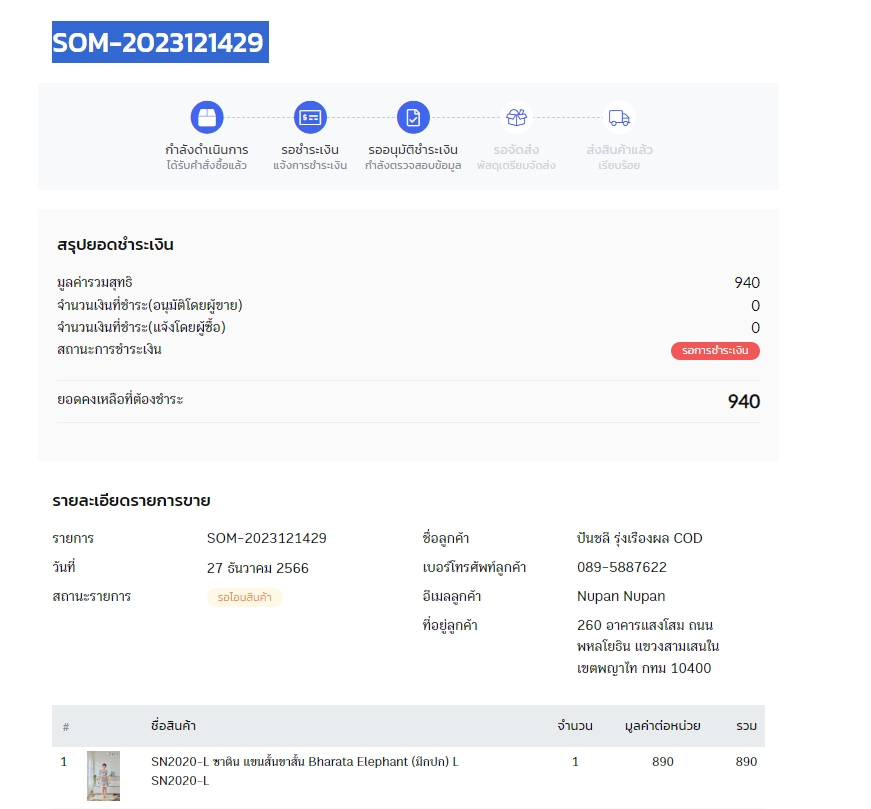 SOM-2023121429
กำลังดำเนินการ
ได้รับคำสั่งซื้อแล้ว
รอชำระเงิน
แจ้งการชำระเงิน
รออนุมัติชำระเงิน
กำลังตรวจสอบข้อมูล
รอจัดส่ง
พัสดุเตรียมจัดส่ง
ส่งสินค้าแล้ว
เรียบร้อย
สรุปยอดชำระเงิน
มูลค่ารวมสุทธิ 940
จำนวนเงินที่ชำระ(อนุมัติโดยผู้ขาย) 0
จำนวนเงินที่ชำระ(แจ้งโดยผู้ซื้อ) 0
สถานะการชำระเงิน รอการชำระเงิน
ยอดคงเหลือที่ต้องชำระ 940
รายละเอียดรายการขาย
รายการ SOM-2023121429
วันที่ 27 ธันวาคม 2566
สถานะรายการ รอโอนสินค้า
ชื่อลูกค้า ปันชลี รุ่งเรืองผล COD
เบอร์โทรศัพท์ลูกค้า 089-5887622
อีเมลลูกค้า Nupan Nupan
ที่อยู่ลูกค้า 260 อาคารแสงโสม ถนน
พหลโยธิน แขวงสามเสนใน
เขตพญาไท กทม 10400
# ชื่อสินค้า จำนวน มูลค่าต่อหน่วย รวม
1 SN2020-L ซาติน แขนสั้นขาสั้น Bharata Elephant (มีกปก) L 1 890 890
SN2020-L